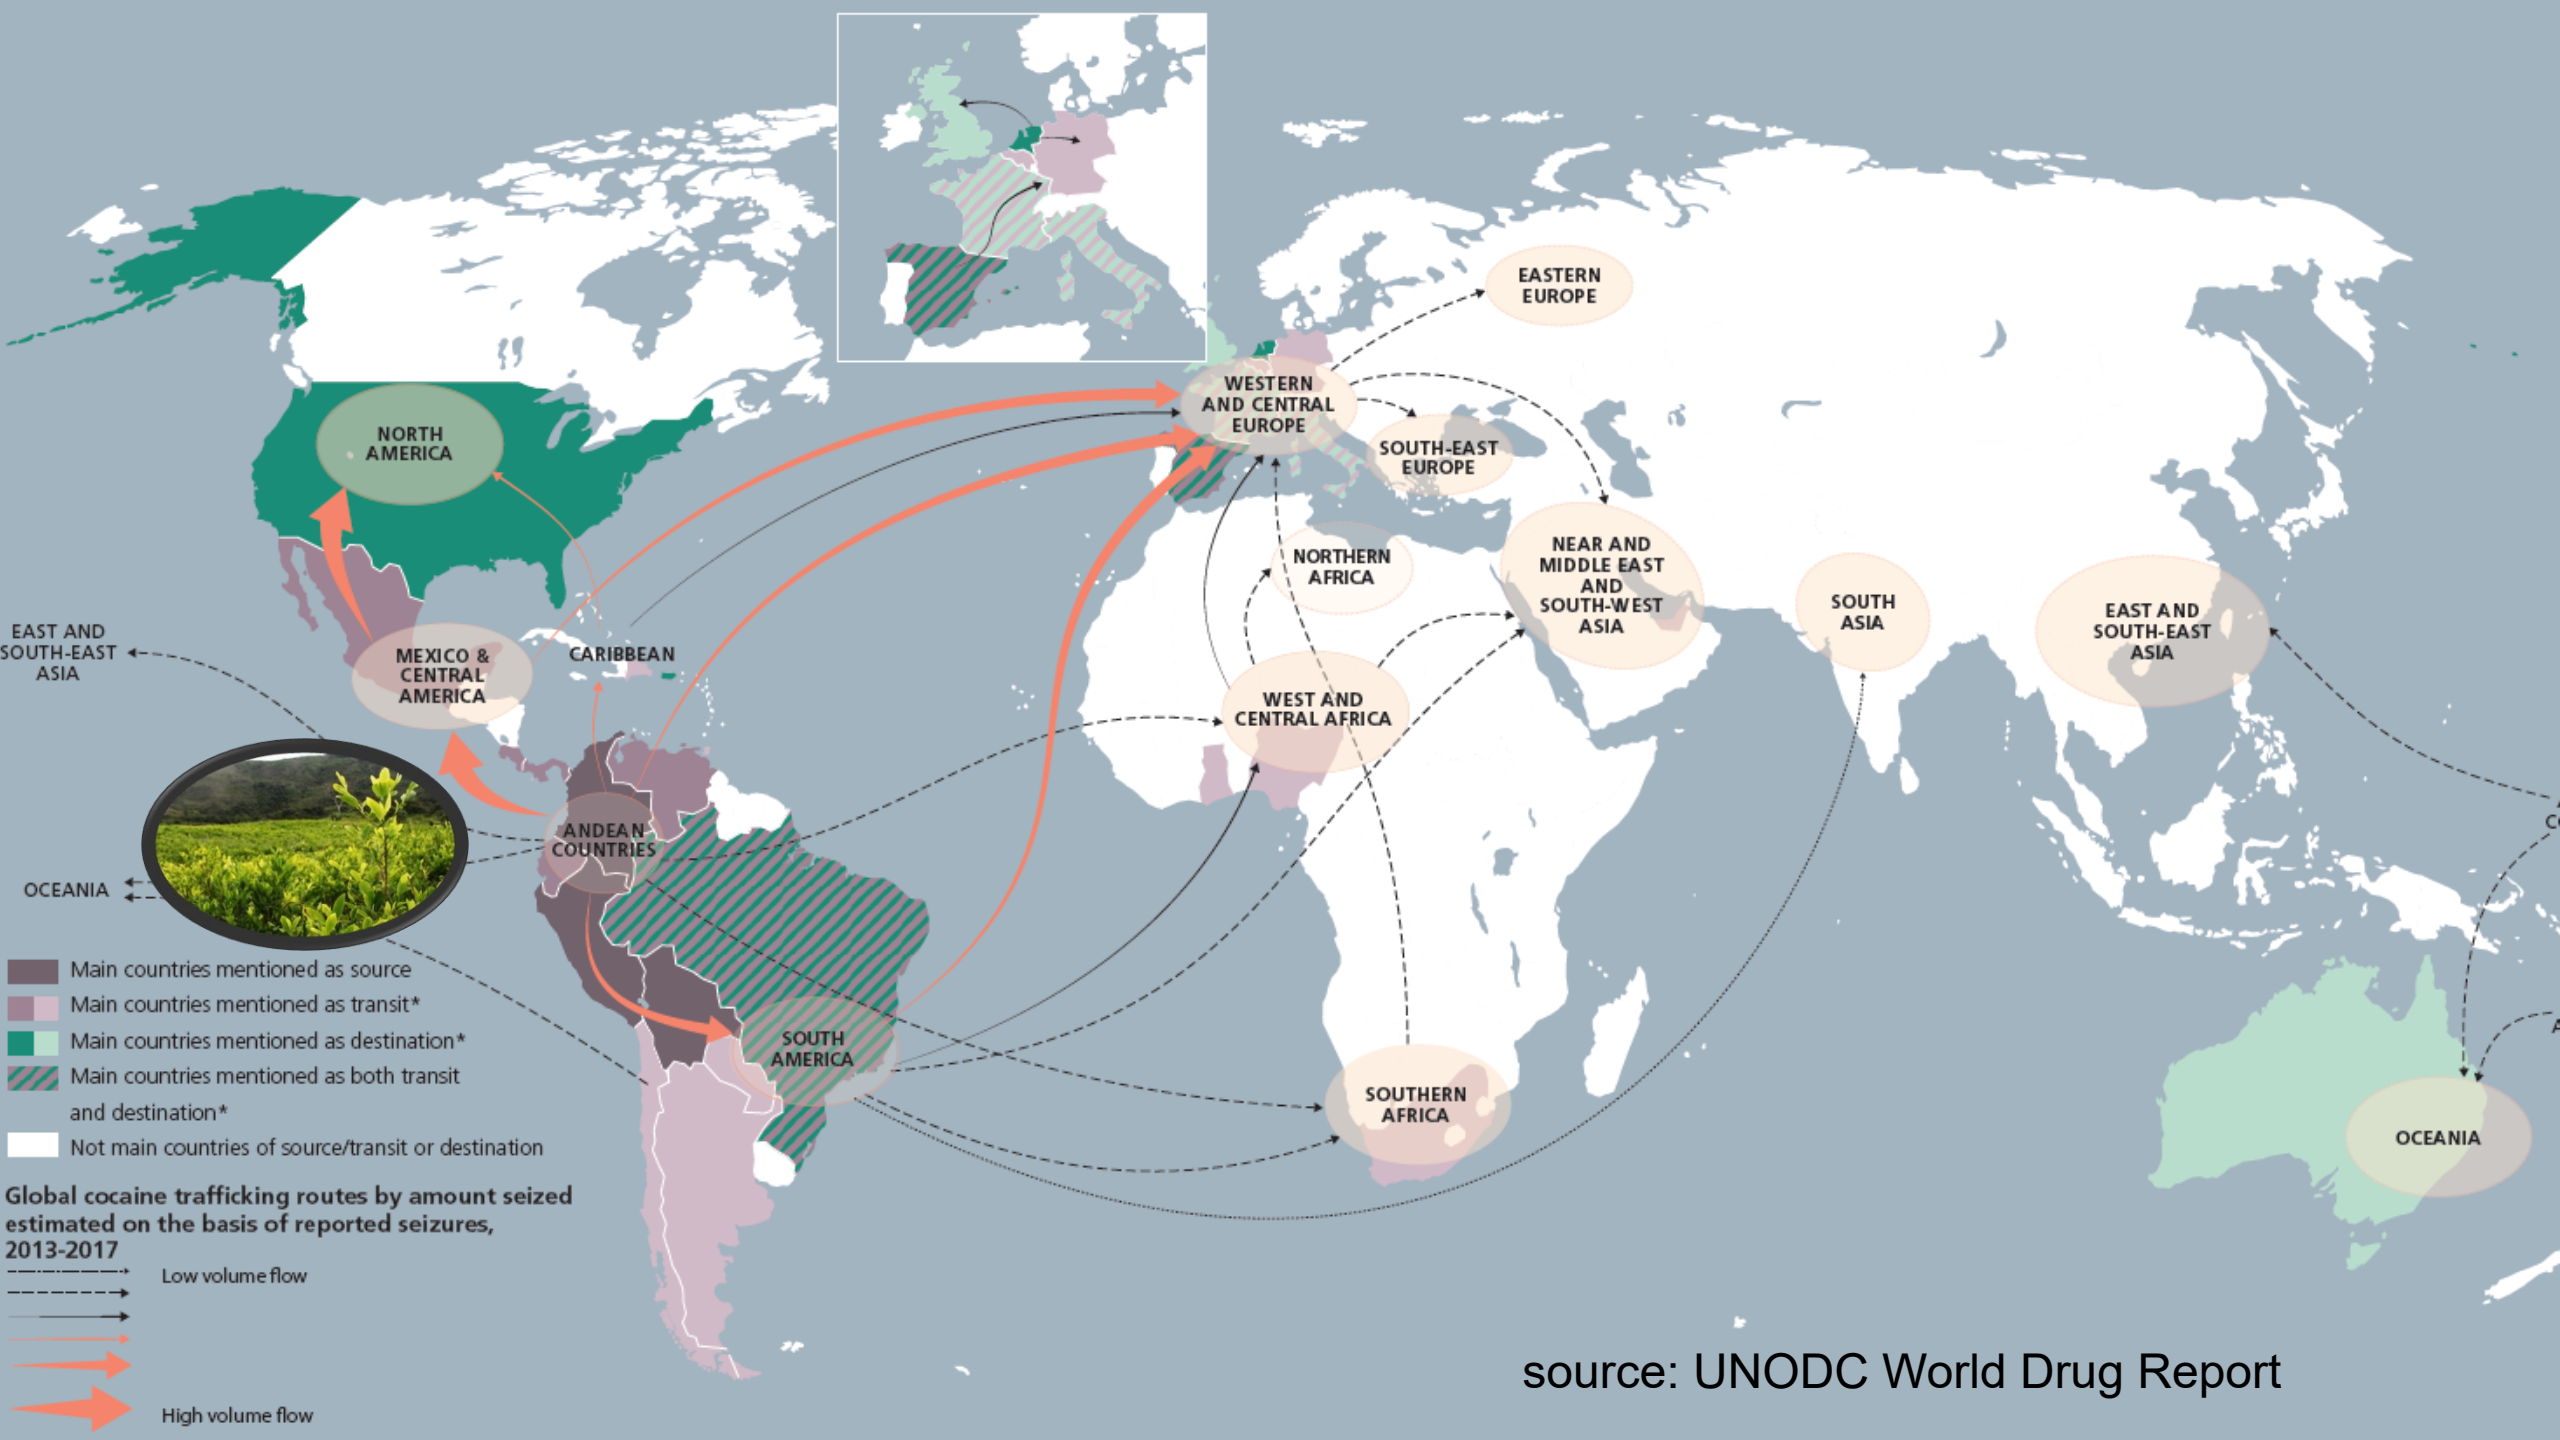 EASTERN
EUROPE
WESTERN
AND CENTRAL
EUROPE
NORTH
AMERICA
SOUTH-EAST
EUROPE
NORTHERN
AFRICA
NEAR AND
MIDDLE EAST
AND
SOUTH-WEST
ASIA
SOUTH
ASIA
EAST AND
SOUTH-EAST
ASIA
EAST AND
SOUTH-EAST
ASIA
MEXICO &
CENTRAL
AMERICA
CARIBBEAN
WEST AND
CENTRAL AFRICA
ANDEAN
COUNTRIES
OCEANIA
SOUTH
AMERICA
SOUTHERN
AFRICA
OCEANIA
Main countries mentioned as source
Main countries mentioned as transit*
Main countries mentioned as destination*
Main countries mentioned as both transit
and destination*
Not main countries of source/transit or destination
Global cocaine trafficking routes by amount seized
estimated on the basis of reported seizures,
2013-2017
Low volume flow
High volume flow
source: UNODC World Drug Report